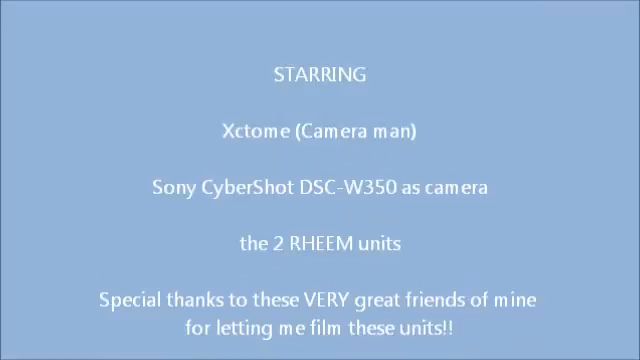 STARRING
Xctome (Camera man)
Sony CyberShot DSC-W350 as camera
the 2 RHEEM units
Special thanks to these VERY great friends of mine
for letting me film these units!!